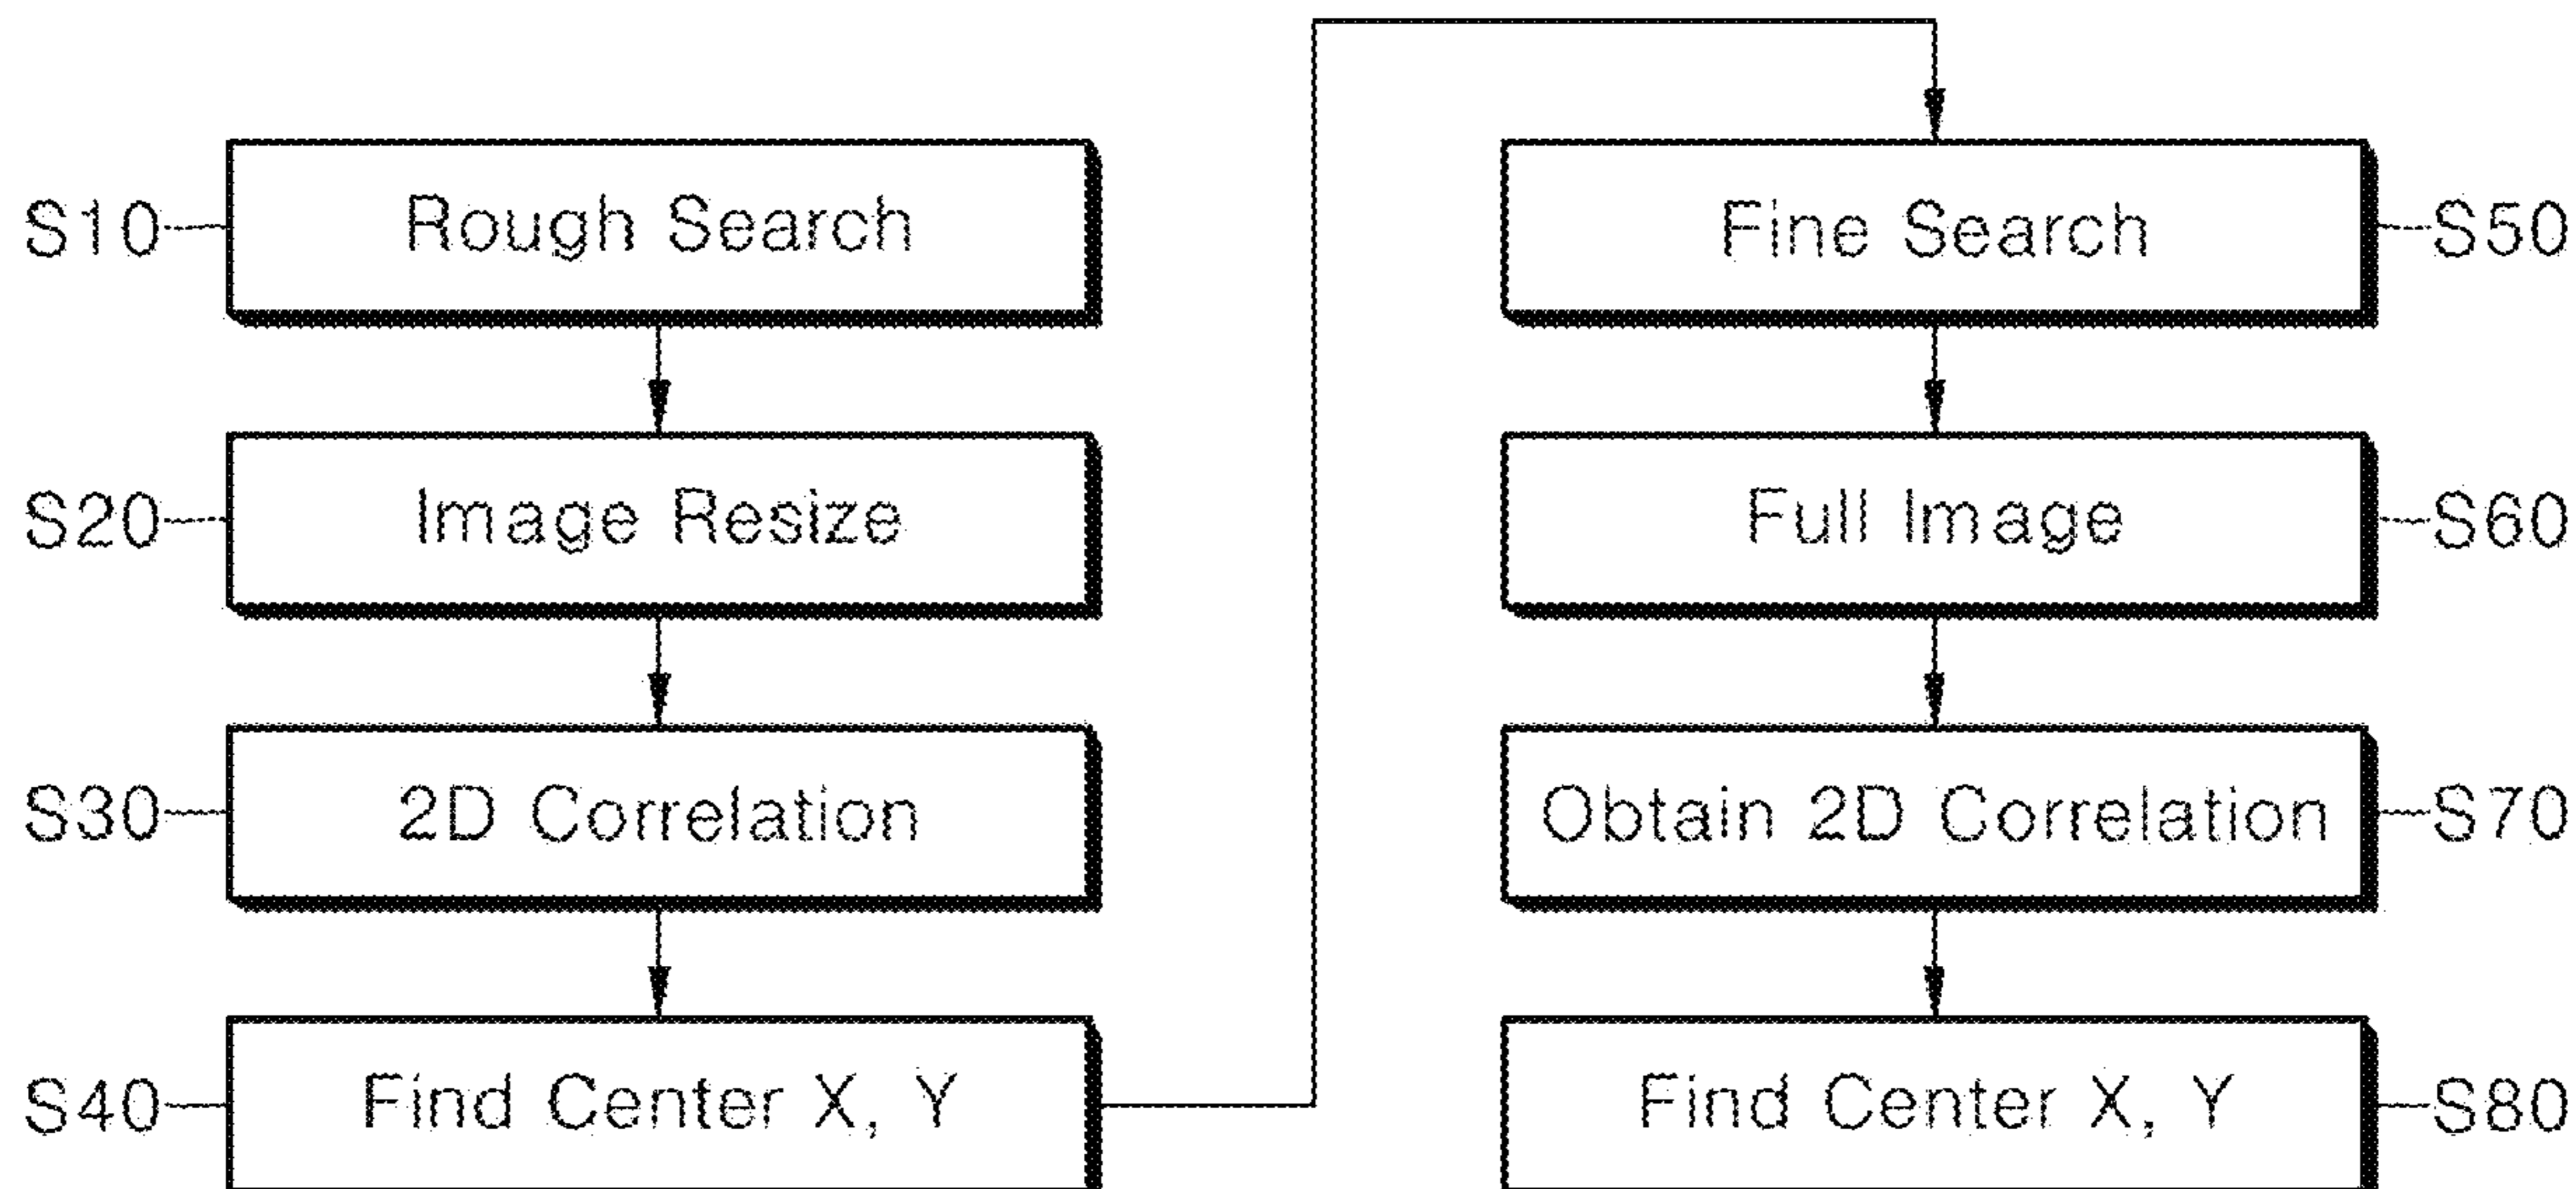 S10 Rough Search
S20 Image Resize
S30 2D Correlation
S40 Find Center X, Y
Fine Search S50
Full Image S60
Obtain 2D Correlation S70
Find Center X, Y S80